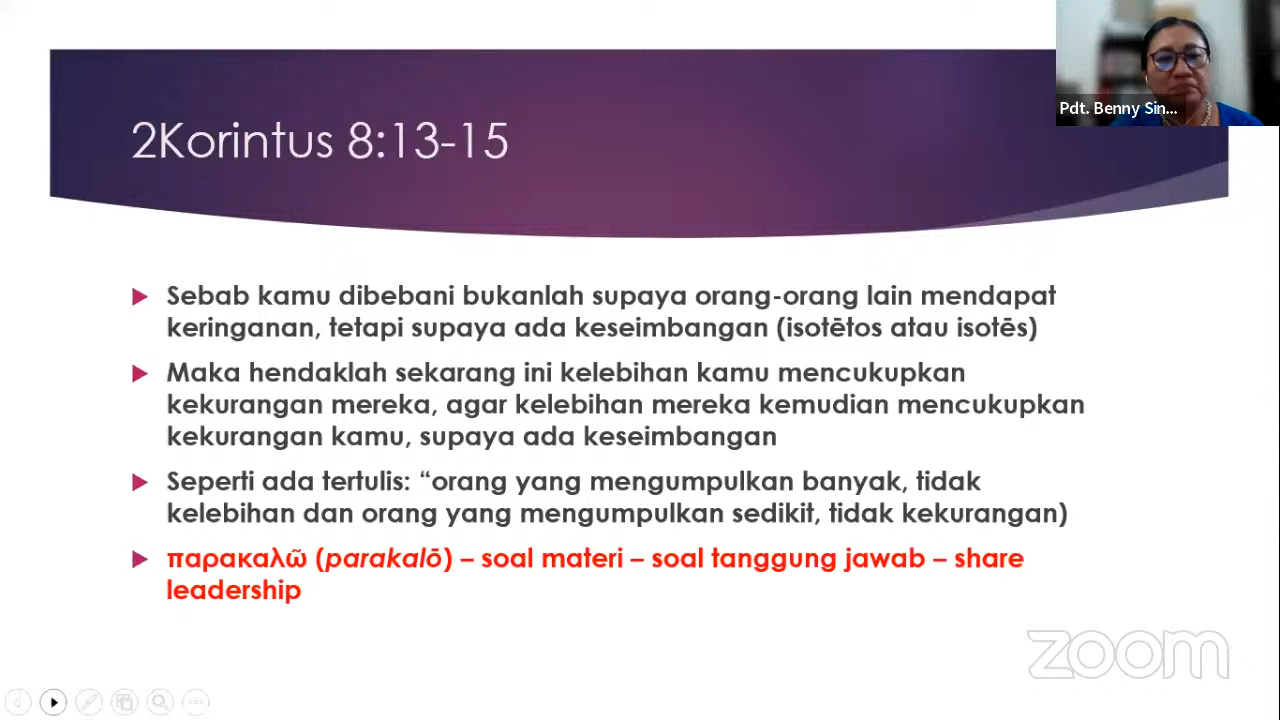 Pdt. Benny Sin...
2Korintus 8:13-15
Sebab kamu dibebani bukanlah supaya orang-orang lain mendapat
keringanan, tetapi supaya ada keseimbangan (isotētos atau isotēs)
Maka hendaklah sekarang ini kelebihan kamu mencukupkan
kekurangan mereka, agar kelebihan mereka kemudian mencukupkan
kekurangan kamu, supaya ada keseimbangan
Seperti ada tertulis: “orang yang mengumpulkan banyak, tidak
kelebihan dan orang yang mengumpulkan sedikit, tidak kekurangan)
παρακαλῶ (parakalō) – soal materi – soal tanggung jawab – share
leadership
zoom